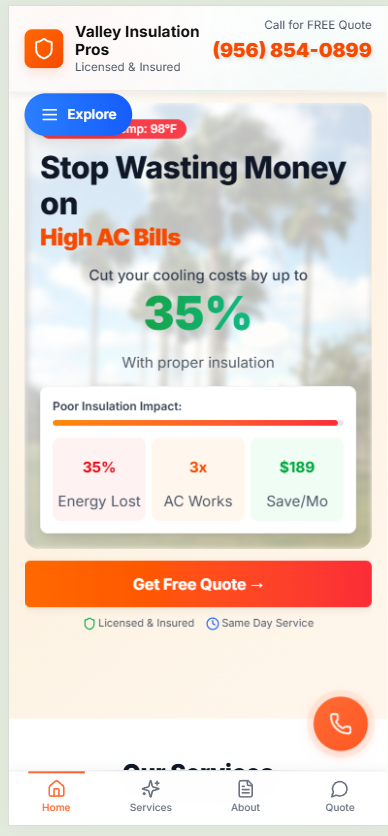 Valley Insulation
Pros
Licensed & Insured
Call for FREE Quote
(956) 854-0899
Explore
mp: 98°F
Stop Wasting Money
on
High AC Bills
Cut your cooling costs by up to
35%
With proper insulation
Poor Insulation Impact:
35%
Energy Lost
3x
AC Works
$189
Save/Mo
Get Free Quote →
Licensed & Insured
Same Day Service
Our Services
Home
Services
About
Quote